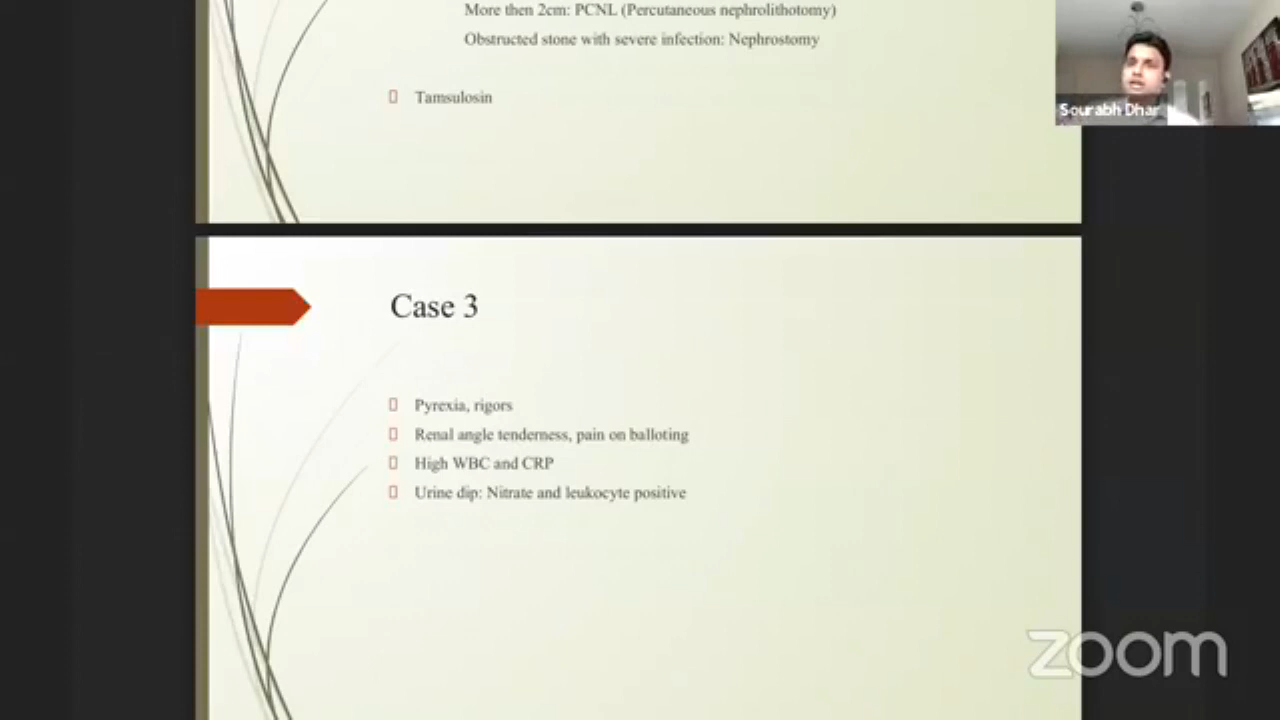 More then 2cm: PCNL (Percutaneous nephrolithotomy)
Obstructed stone with severe infection: Nephrostomy
Tamsulosin
Sourabh Dhar
Case 3
Pyrexia, rigors
Renal angle tenderness, pain on balloting
High WBC and CRP
Urine dip: Nitrate and leukocyte positive
zoom